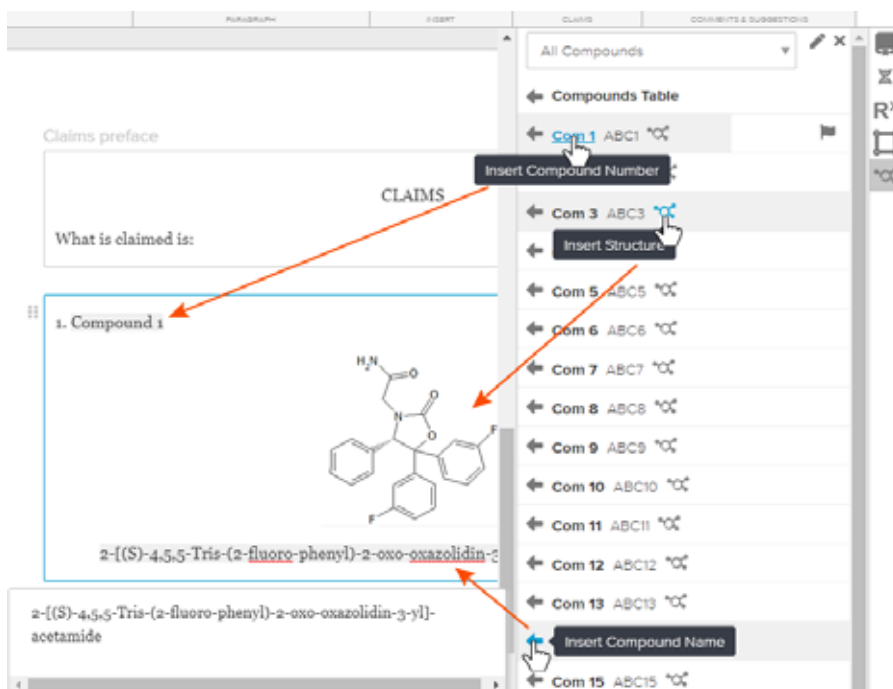 PARAGRAPH INSERT CLAIMS COMMENTS & SUGGESTIONS
All Compounds
Compounds Table
Claims preface
Com 1 ABC1
Insert Compound Number
CLAIMS
What is claimed is:
Com 3 ABC3
Insert Structure
Com 5 ABC5
1. Compound 1
Com 6 ABC6
H2N
O
Com 7 ABC7
O
N
Com 8 ABC8
O
F
Com 9 ABC9
Com 10 ABC10
F
Com 11 ABC11
2-[(S)-4,5,5-Tris-(2-fluoro-phenyl)-2-oxo-oxazolidin-3
Com 12 ABC12
Com 13 ABC13
2-[(S)-4,5,5-Tris-(2-fluoro-phenyl)-2-oxo-oxazolidin-3-yl]-
acetamide
Insert Compound Name
Com 15 ABC15